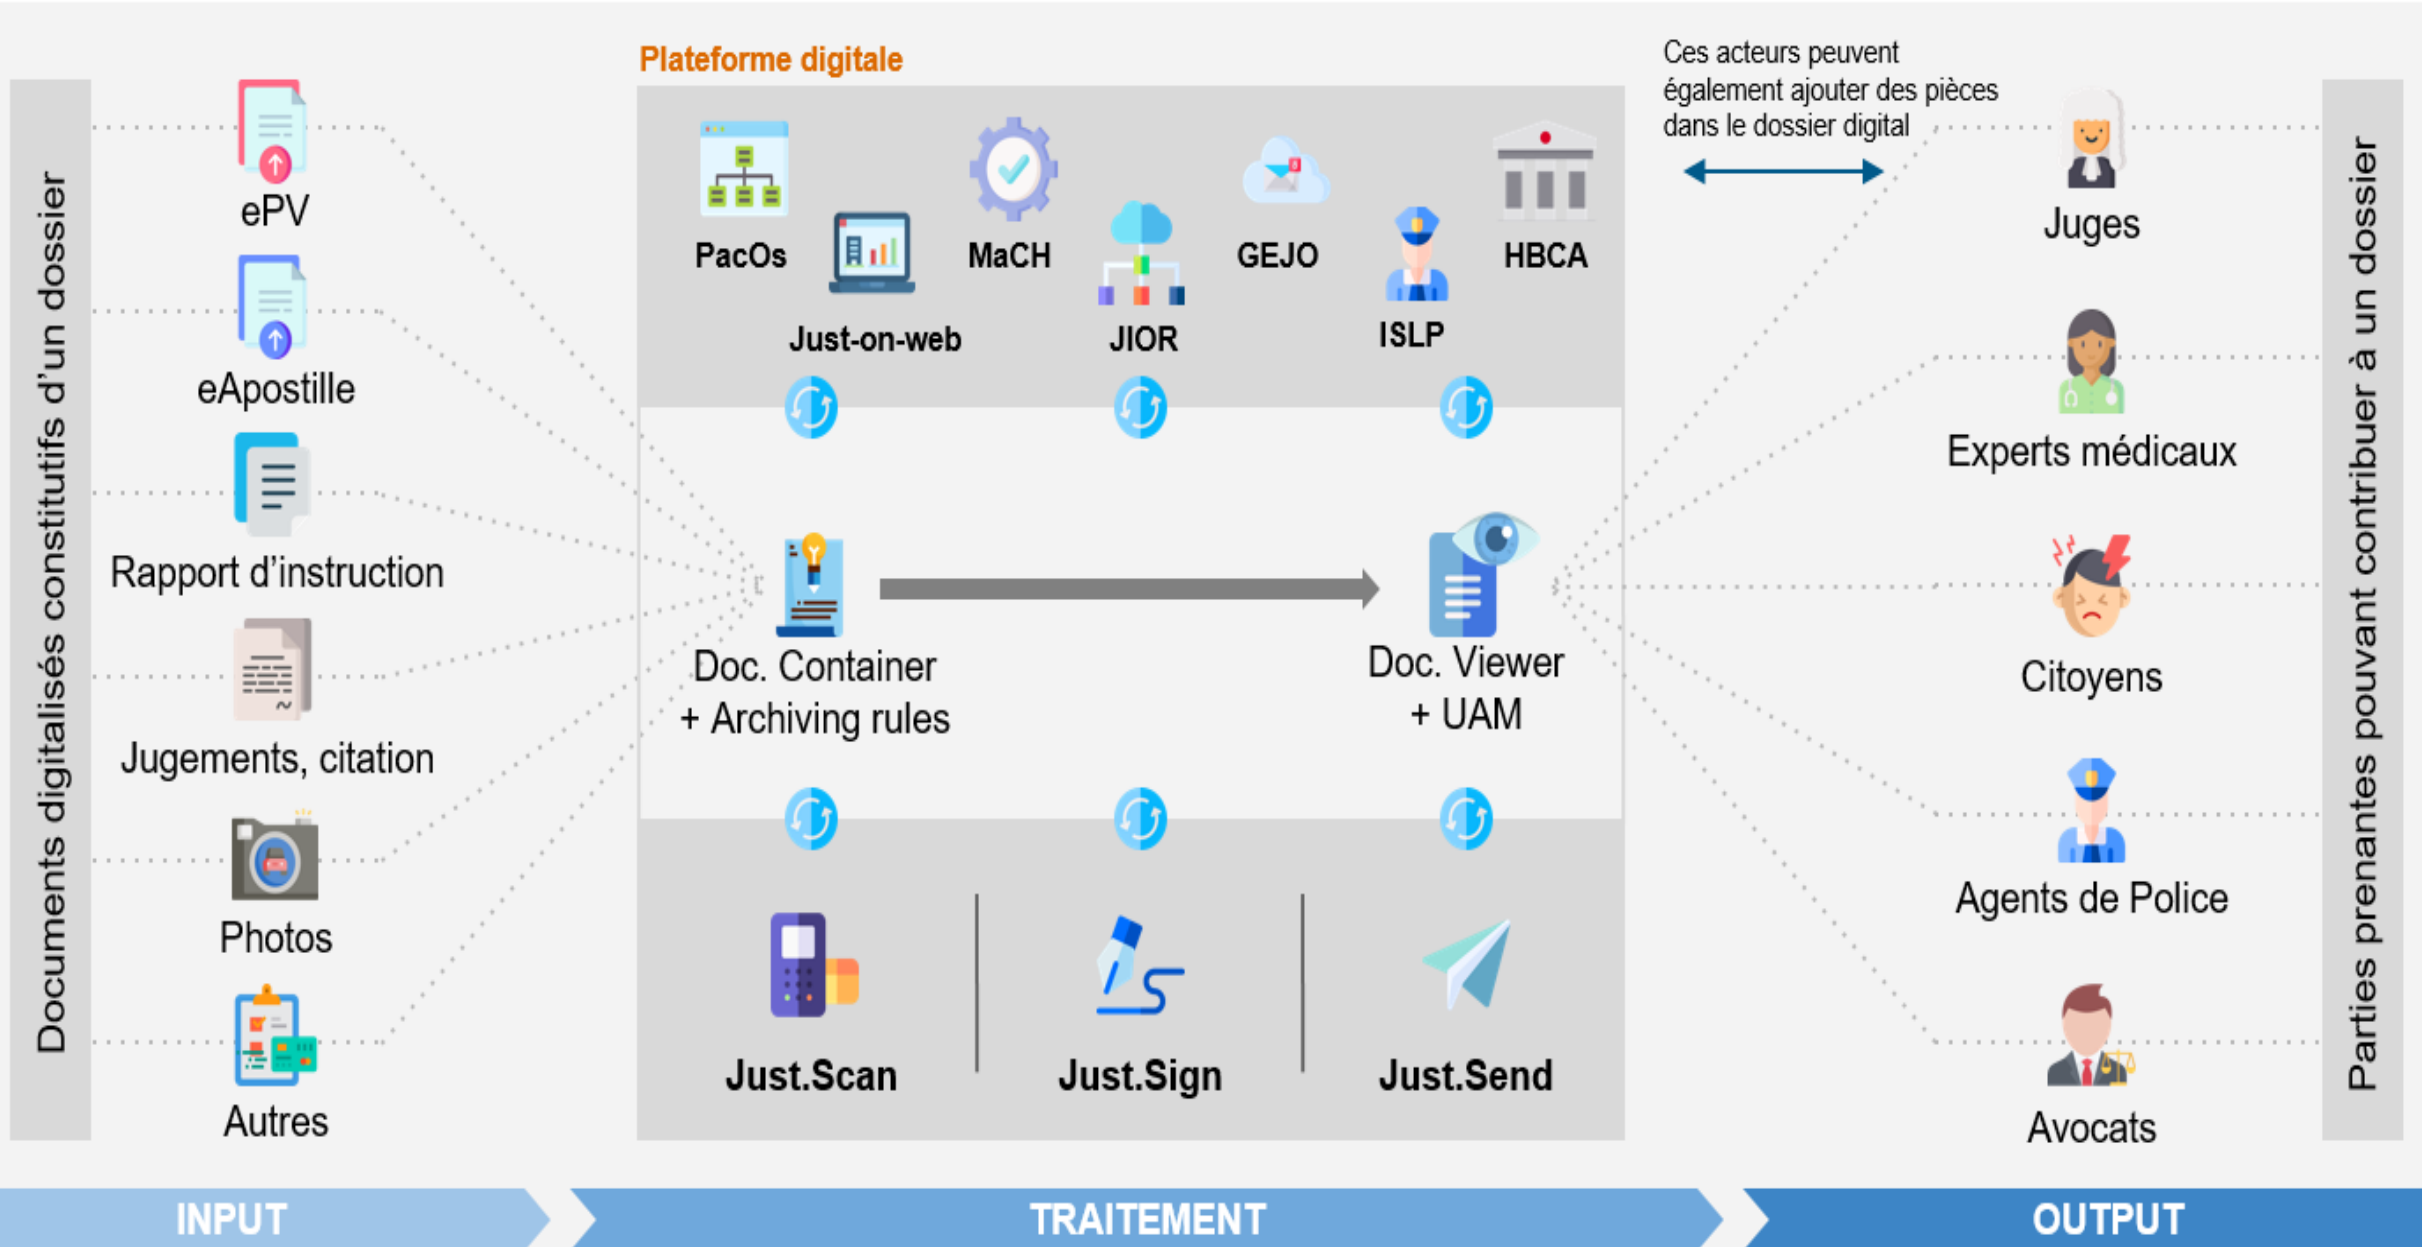 Documents digitalisés constitutifs d'un dossier
ePV
eApostille
Rapport d'instruction
Jugements, citation
Photos
Autres
Plateforme digitale
PacOs
Just-on-web
MaCH
JIOR
GEJO
ISLP
HBCA
Doc. Container
+ Archiving rules
Doc. Viewer
+ UAM
Just.Scan
Just.Sign
Just.Send
Ces acteurs peuvent
également ajouter des pièces
dans le dossier digital
Juges
Experts médicaux
Citoyens
Agents de Police
Avocats
Parties prenantes pouvant contribuer à un dossier
INPUT
TRAITEMENT
OUTPUT